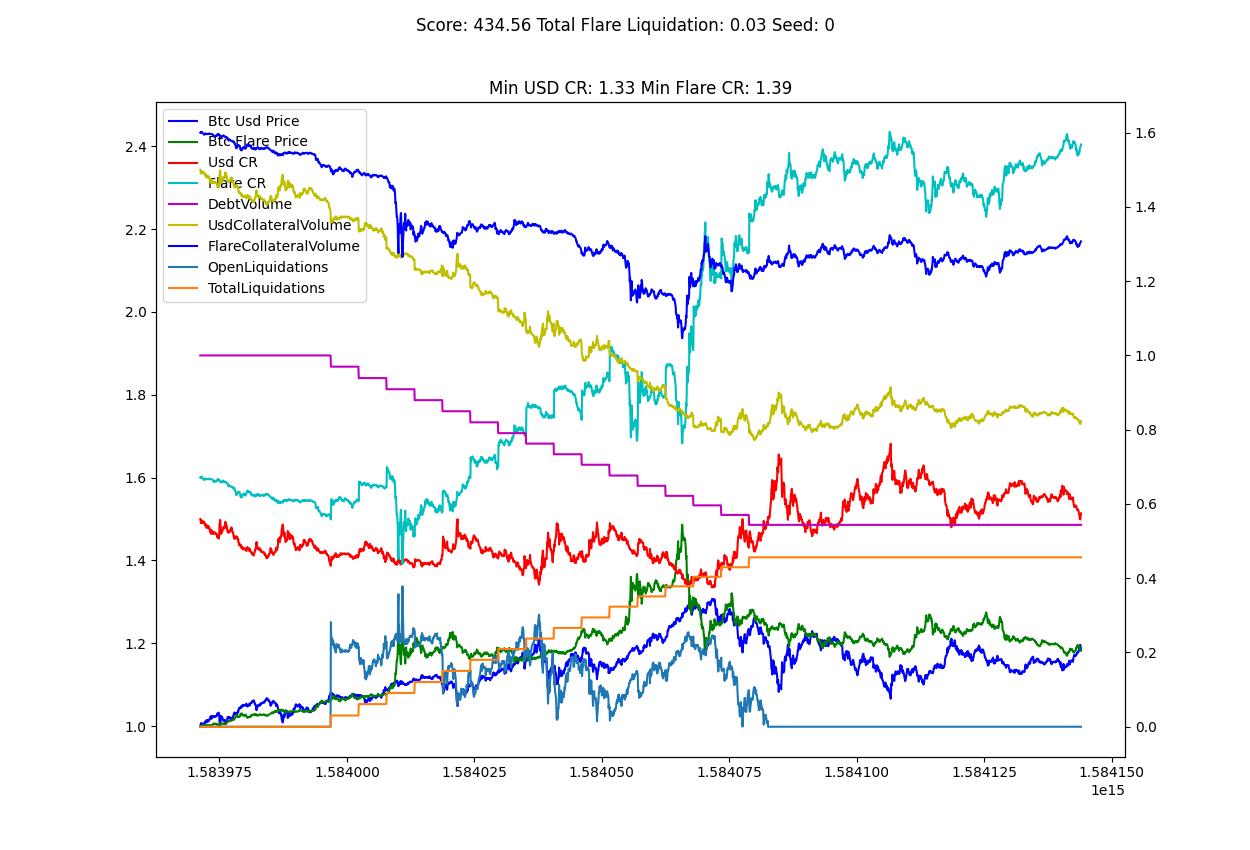 Score: 434.56 Total Flare Liquidation: 0.03 Seed: 0
Min USD CR: 1.33 Min Flare CR: 1.39
Btc Usd Price
Btc Flare Price
Usd CR
Flare CR
DebtVolume
UsdCollateralVolume
FlareCollateralVolume
OpenLiquidations
TotalLiquidations
2.4
2.2
2.0
1.8
1.6
1.4
1.2
1.0
1.6
1.4
1.2
1.0
0.8
0.6
0.4
0.2
0.0
1.583975
1.584000
1.584025
1.584050
1.584075
1.584100
1.584125
1.584150
1e15